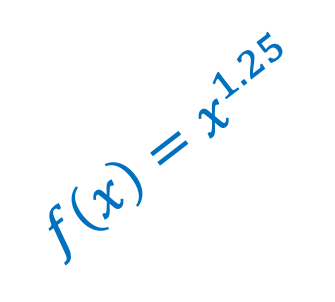 f(x) = x^{1.25}